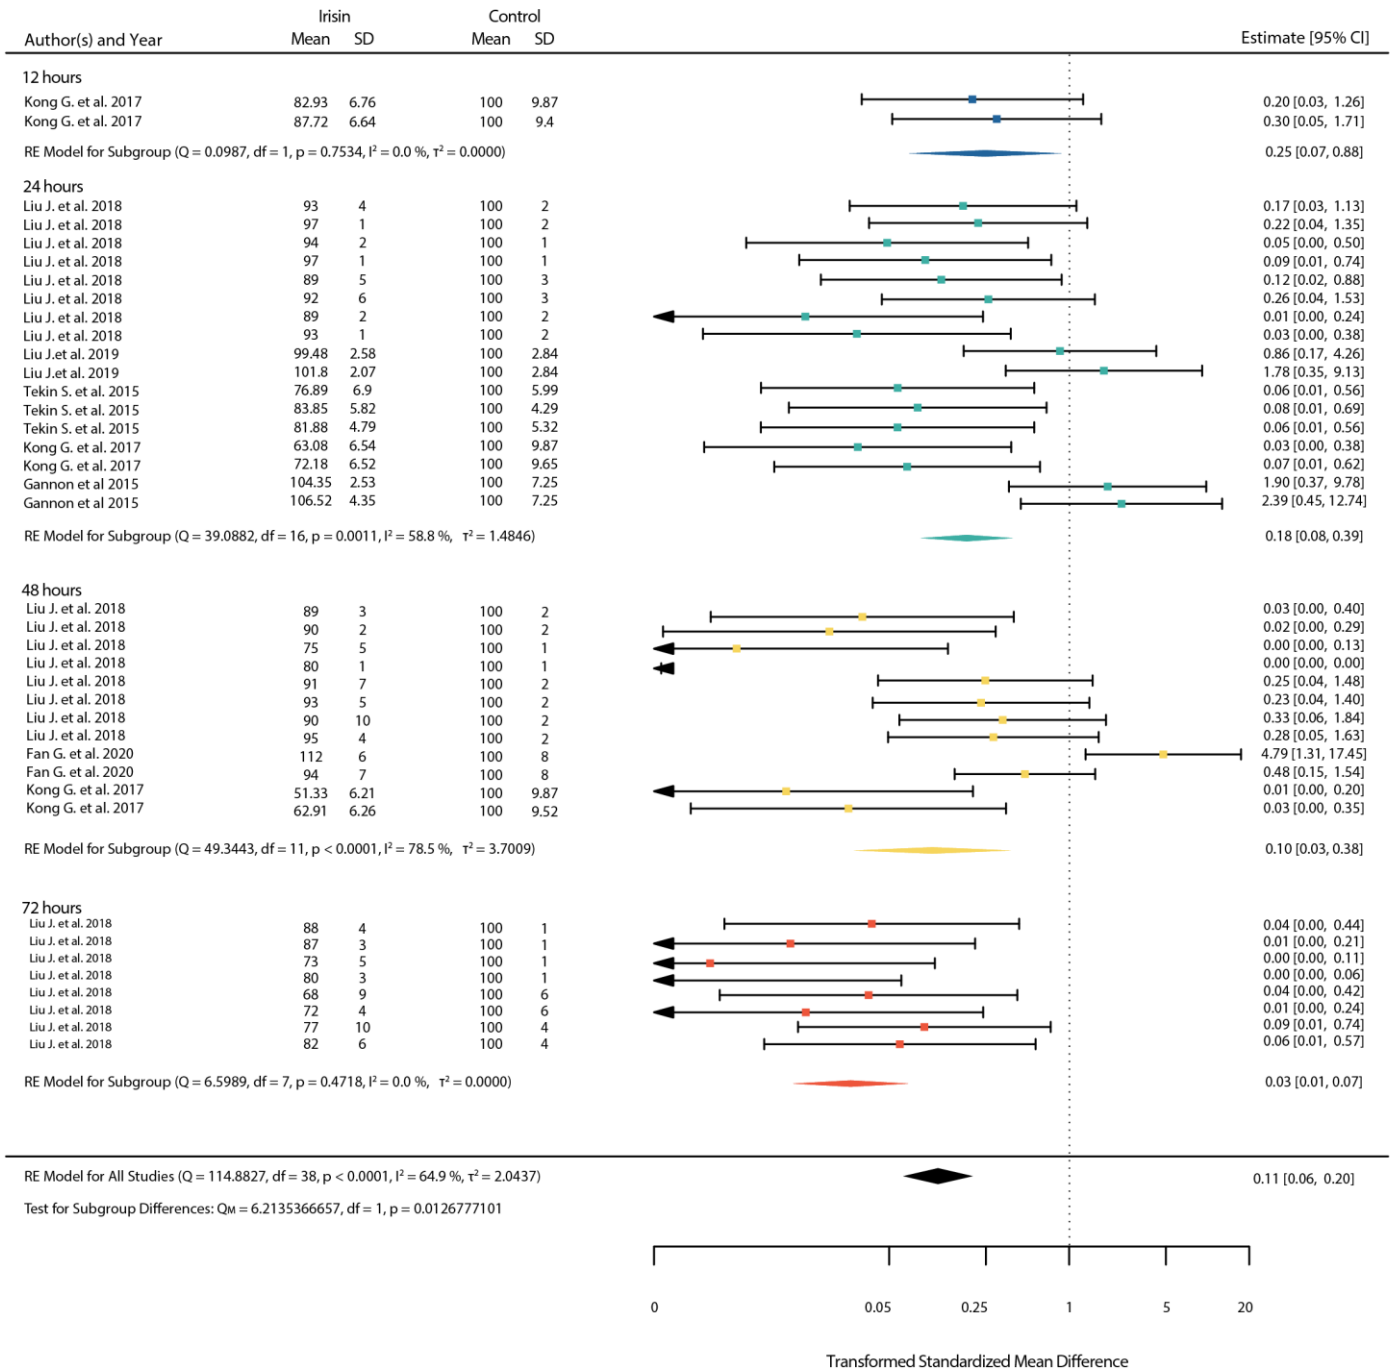 Irisin Control
Author(s) and Year Mean SD Mean SD Estimate [95% CI]
12 hours
Kong G. et al. 2017 82.93 6.76 100 9.87 0.20 [0.03, 1.26]
Kong G. et al. 2017 87.72 6.64 100 9.4 0.30 [0.05, 1.71]
RE Model for Subgroup (Q = 0.0987, df = 1, p = 0.7534, I² = 0.0 %, τ² = 0.0000) 0.25 [0.07, 0.88]
24 hours
Liu J. et al. 2018 93 4 100 2 0.17 [0.03, 1.13]
Liu J. et al. 2018 97 1 100 2 0.22 [0.04, 1.35]
Liu J. et al. 2018 94 2 100 1 0.05 [0.00, 0.50]
Liu J. et al. 2018 97 1 100 1 0.09 [0.01, 0.74]
Liu J. et al. 2018 89 5 100 3 0.12 [0.02, 0.88]
Liu J. et al. 2018 92 6 100 3 0.26 [0.04, 1.53]
Liu J. et al. 2018 89 2 100 2 0.01 [0.00, 0.24]
Liu J. et al. 2018 93 1 100 2 0.03 [0.00, 0.38]
Liu J.et al. 2019 99.48 2.58 100 2.84 0.86 [0.17, 4.26]
Liu J.et al. 2019 101.8 2.07 100 2.84 1.78 [0.35, 9.13]
Tekin S. et al. 2015 76.89 6.9 100 5.99 0.06 [0.01, 0.56]
Tekin S. et al. 2015 83.85 5.82 100 4.29 0.08 [0.01, 0.69]
Tekin S. et al. 2015 81.88 4.79 100 5.32 0.06 [0.01, 0.56]
Kong G. et al. 2017 63.08 6.54 100 9.87 0.03 [0.00, 0.38]
Kong G. et al. 2017 72.18 6.52 100 9.65 0.07 [0.01, 0.62]
Gannon et al 2015 104.35 2.53 100 7.25 1.90 [0.37, 9.78]
Gannon et al 2015 106.52 4.35 100 7.25 2.39 [0.45, 12.74]
RE Model for Subgroup (Q = 39.0882, df = 16, p = 0.0011, I² = 58.8 %, τ² = 1.4846) 0.18 [0.08, 0.39]
48 hours
Liu J. et al. 2018 89 3 100 2 0.03 [0.00, 0.40]
Liu J. et al. 2018 90 2 100 2 0.02 [0.00, 0.29]
Liu J. et al. 2018 75 5 100 1 0.00 [0.00, 0.13]
Liu J. et al. 2018 80 1 100 1 0.00 [0.00, 0.00]
Liu J. et al. 2018 91 7 100 2 0.25 [0.04, 1.48]
Liu J. et al. 2018 93 5 100 2 0.23 [0.04, 1.40]
Liu J. et al. 2018 90 10 100 2 0.33 [0.06, 1.84]
Liu J. et al. 2018 95 4 100 2 0.28 [0.05, 1.63]
Fan G. et al. 2020 112 6 100 8 4.79 [1.31, 17.45]
Fan G. et al. 2020 94 7 100 8 0.48 [0.15, 1.54]
Kong G. et al. 2017 51.33 6.21 100 9.87 0.01 [0.00, 0.20]
Kong G. et al. 2017 62.91 6.26 100 9.52 0.03 [0.00, 0.35]
RE Model for Subgroup (Q = 49.3443, df = 11, p < 0.0001, I² = 78.5 %, τ² = 3.7009) 0.10 [0.03, 0.38]
72 hours
Liu J. et al. 2018 88 4 100 1 0.04 [0.00, 0.44]
Liu J. et al. 2018 87 3 100 1 0.01 [0.00, 0.21]
Liu J. et al. 2018 73 5 100 1 0.00 [0.00, 0.11]
Liu J. et al. 2018 80 3 100 1 0.00 [0.00, 0.06]
Liu J. et al. 2018 68 9 100 6 0.04 [0.00, 0.42]
Liu J. et al. 2018 72 4 100 6 0.01 [0.00, 0.24]
Liu J. et al. 2018 77 10 100 4 0.09 [0.01, 0.74]
Liu J. et al. 2018 82 6 100 4 0.06 [0.01, 0.57]
RE Model for Subgroup (Q = 6.5989, df = 7, p = 0.4718, I² = 0.0 %, τ² = 0.0000) 0.03 [0.01, 0.07]
RE Model for All Studies (Q = 114.8827, df = 38, p < 0.0001, I² = 64.9 %, τ² = 2.0437) 0.11 [0.06, 0.20]
Test for Subgroup Differences: Qᴍ = 6.2135366657, df = 1, p = 0.0126777101
0 0.05 0.25 1 5 20
Transformed Standardized Mean Difference